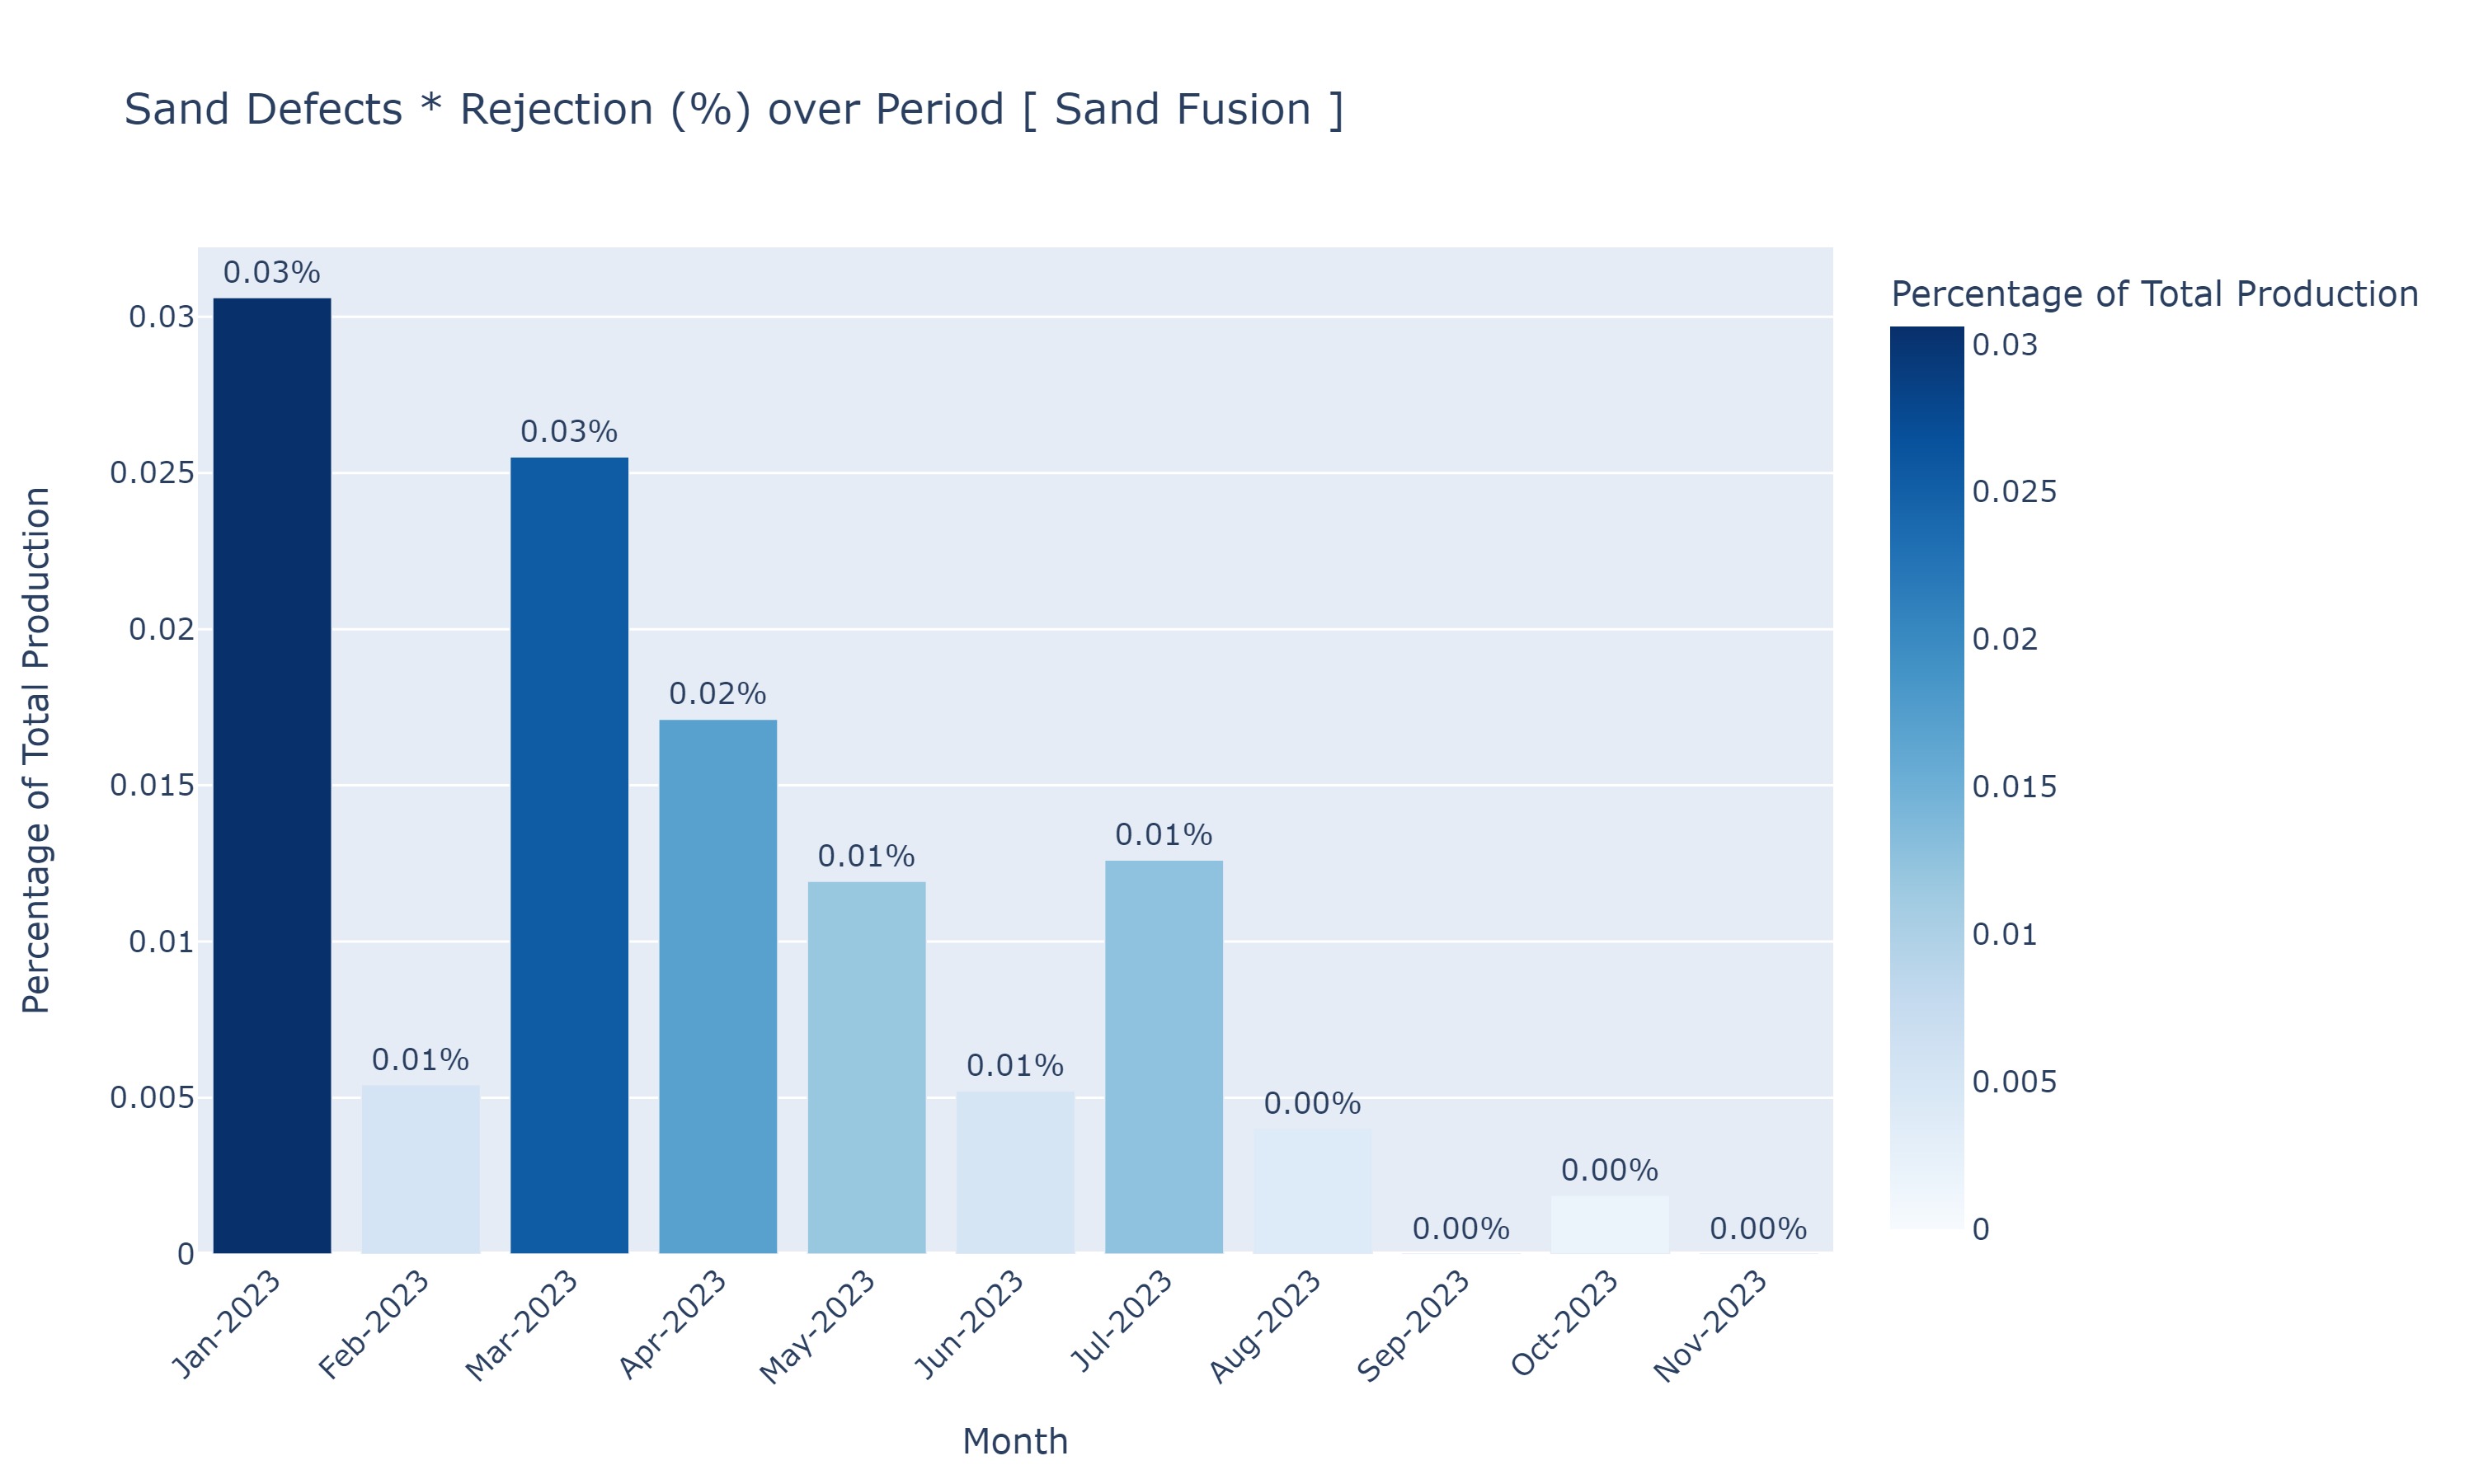 Sand Defects * Rejection (%) over Period [ Sand Fusion ]
Percentage of Total Production
0.03
0.025
0.02
0.015
0.01
0.005
0
0.03%
0.01%
0.03%
0.02%
0.01%
0.01%
0.01%
0.00%
0.00%
0.00%
0.00%
Jan-2023
Feb-2023
Mar-2023
Apr-2023
May-2023
Jun-2023
Jul-2023
Aug-2023
Sep-2023
Oct-2023
Nov-2023
Month
Percentage of Total Production
0.03
0.025
0.02
0.015
0.01
0.005
0